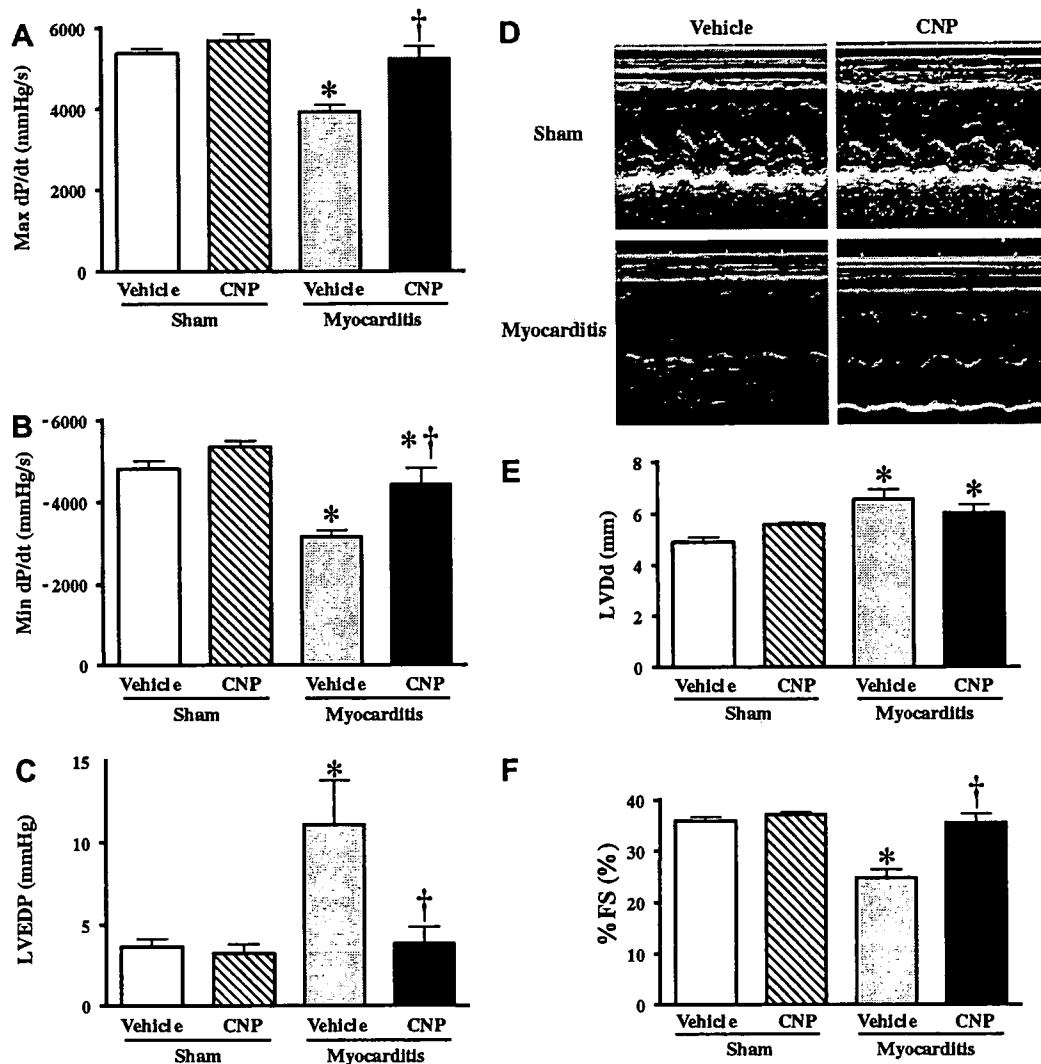 A
Max dP/dt (mmHg/s)
6000
4000
2000
0
*
†
Vehicle CNP Vehicle CNP
Sham Myocarditis
B
Min dP/dt (mmHg/s)
-6000
-4000
-2000
0
*
*†
Vehicle CNP Vehicle CNP
Sham Myocarditis
C
LVEDP (mmHg)
15
10
5
0
*
†
Vehicle CNP Vehicle CNP
Sham Myocarditis
D
Vehicle CNP
Sham
Myocarditis
E
LVDd (mm)
8
6
4
2
0
*
*
Vehicle CNP Vehicle CNP
Sham Myocarditis
F
%FS (%)
40
30
20
10
0
*
†
Vehicle CNP Vehicle CNP
Sham Myocarditis